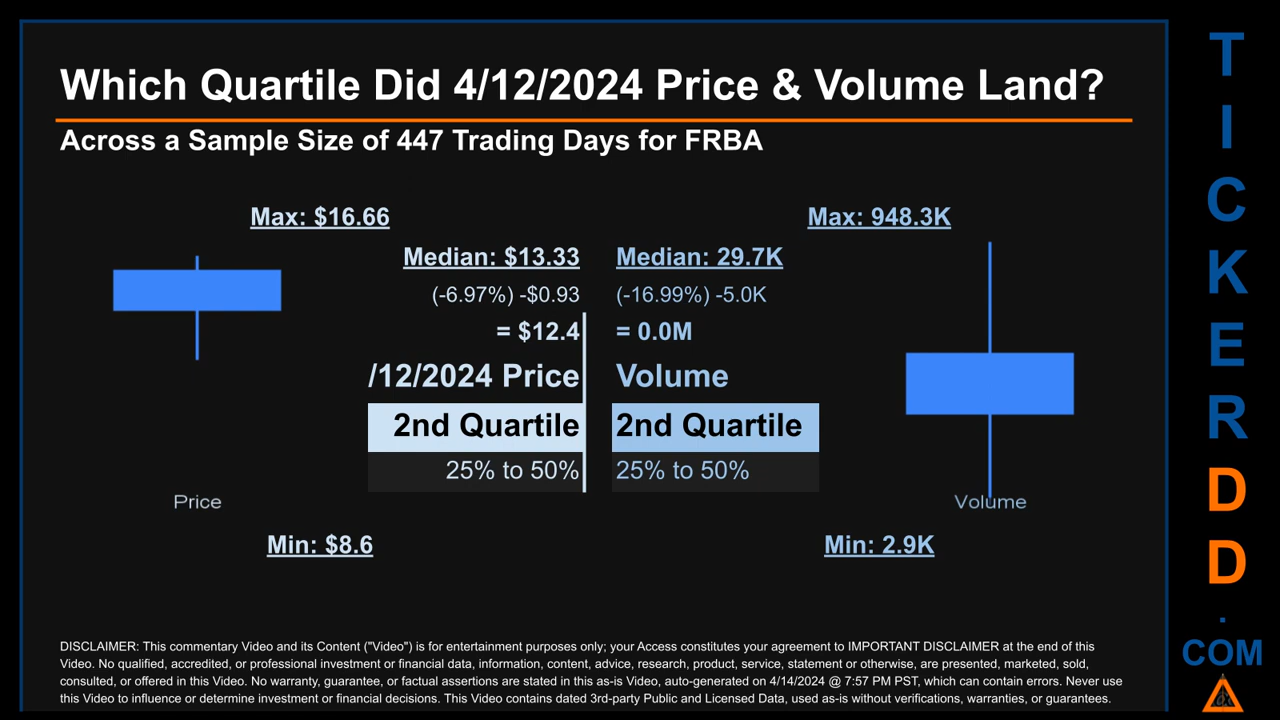 Which Quartile Did 4/12/2024 Price & Volume Land?
Across a Sample Size of 447 Trading Days for FRBA
Max: $16.66
Max: 948.3K
Median: $13.33
Median: 29.7K
(-6.97%) -$0.93
(-16.99%) -5.0K
= $12.4
= 0.0M
/12/2024 Price
Volume
2nd Quartile
2nd Quartile
25% to 50%
25% to 50%
Price
Volume
Min: $8.6
Min: 2.9K
DISCLAIMER: This commentary Video and its Content ("Video") is for entertainment purposes only; your Access constitutes your agreement to IMPORTANT DISCLAIMER at the end of this
Video. No qualified, accredited, or professional investment or financial data, information, content, advice, research, product, service, statement or otherwise, are presented, marketed, sold,
consulted, or offered in this Video. No warranty, guarantee, or factual assertions are stated in this as-is Video, auto-generated on 4/14/2024 @ 7:57 PM PST, which can contain errors. Never use
this Video to influence or determine investment or financial decisions. This Video contains dated 3rd-party Public and Licensed Data, used as-is without verifications, warranties, or guarantees.
T
I
C
K
E
R
D
D
.
COM